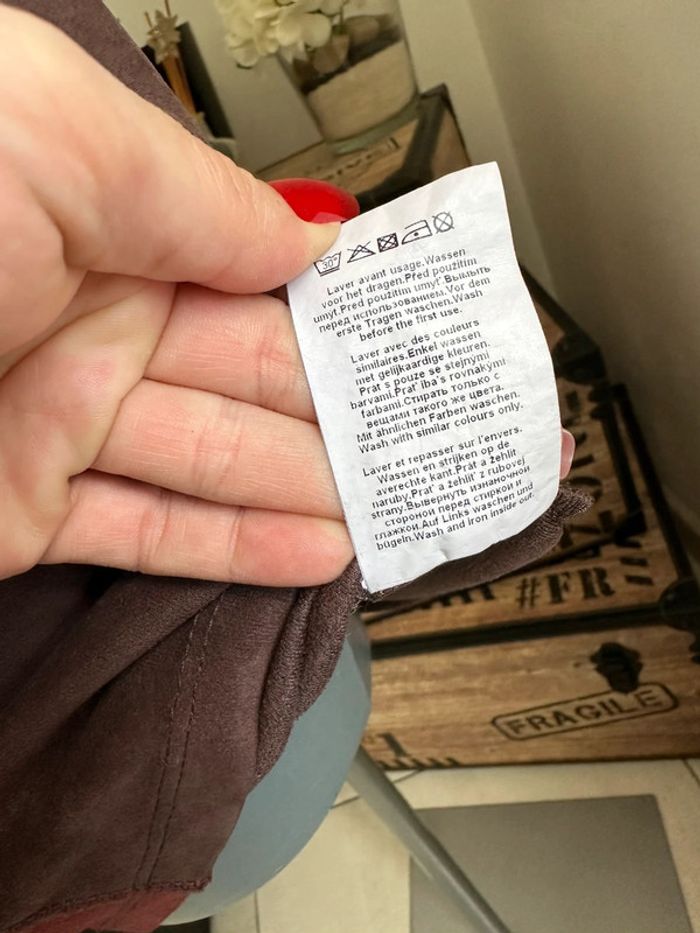 30°
Laver avant usage.Wassen
voor het dragen.Před použitím
umyť.Pred použitím umyť.Вымыть
перед использованием.Vor dem
erste Tragen waschen.Wash
before the first use.
Laver avec des couleurs
similaires.Enkel wassen
met gelijkaardige kleuren.
Prát s pouze se stejnými
barvami.Prať iba's rovnakými
farbami.Стирать только с
вещами такого же цвета.
Mit ähnlichen Farben waschen.
Wash with similar colours only.
Laver et repasser sur l'envers.
Wassen en strijken op de
averechte kant.Prát a žehlit
naruby.Prať a žehliť z rubovej
strany.Вывернуть изнаночной
стороной перед стиркой и
глажкой.Auf Links waschen und
bügeln.Wash and iron inside out.
#FR
FRAGILE